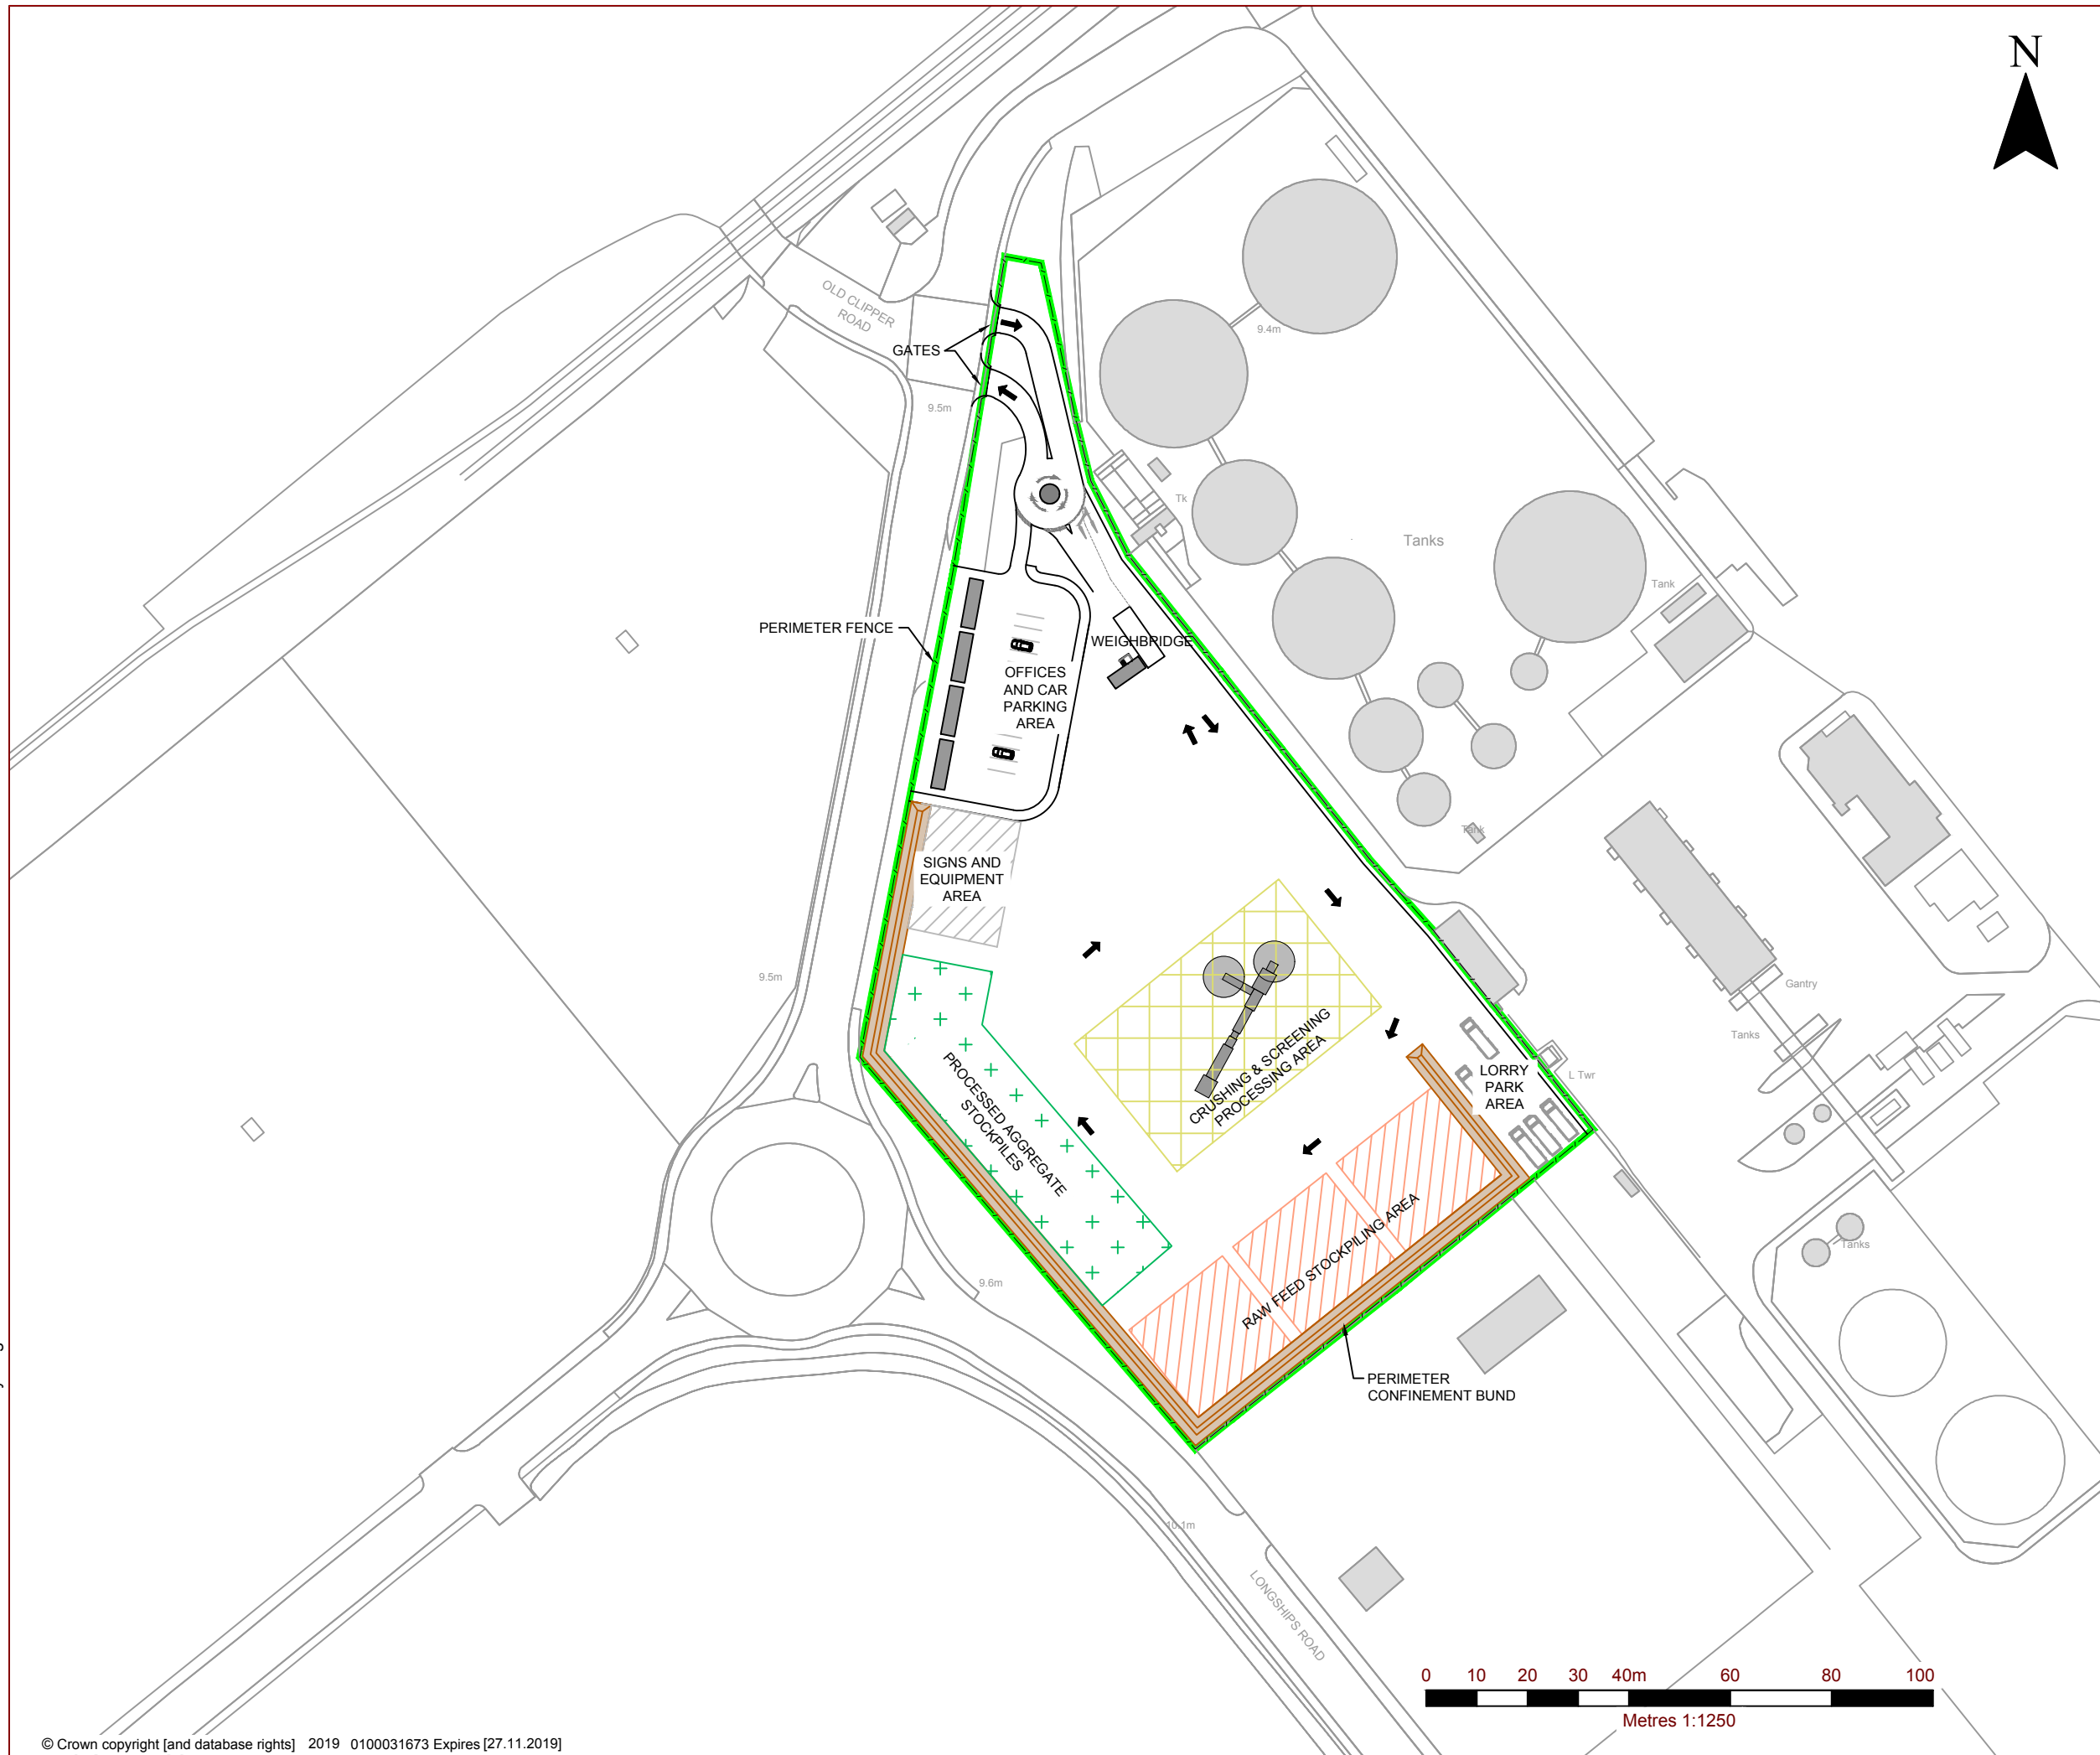 N
OLD CLIPPER
ROAD
GATES
9.4m
9.5m
Tk
Tanks
Tank
PERIMETER FENCE
WEIGHBRIDGE
OFFICES
AND CAR
PARKING
AREA
Tank
SIGNS AND
EQUIPMENT
AREA
9.5m
Gantry
Tanks
CRUSHING & SCREENING
PROCESSING AREA
LORRY
PARK
AREA
L Twr
PROCESSED AGGREGATE
STOCKPILES
RAW FEED STOCKPILING AREA
Tanks
9.6m
PERIMETER
CONFINEMENT BUND
10.1m
LONGSHIPS ROAD
0 10 20 30 40m 60 80 100
Metres 1:1250
© Crown copyright [and database rights] 2019 0100031673 Expires [27.11.2019]